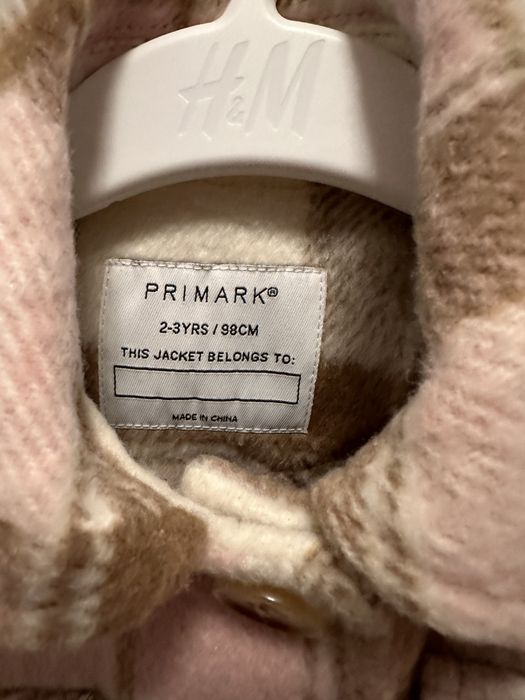 H&M
PRIMARK®
2-3YRS / 98CM
THIS JACKET BELONGS TO:
MADE IN CHINA